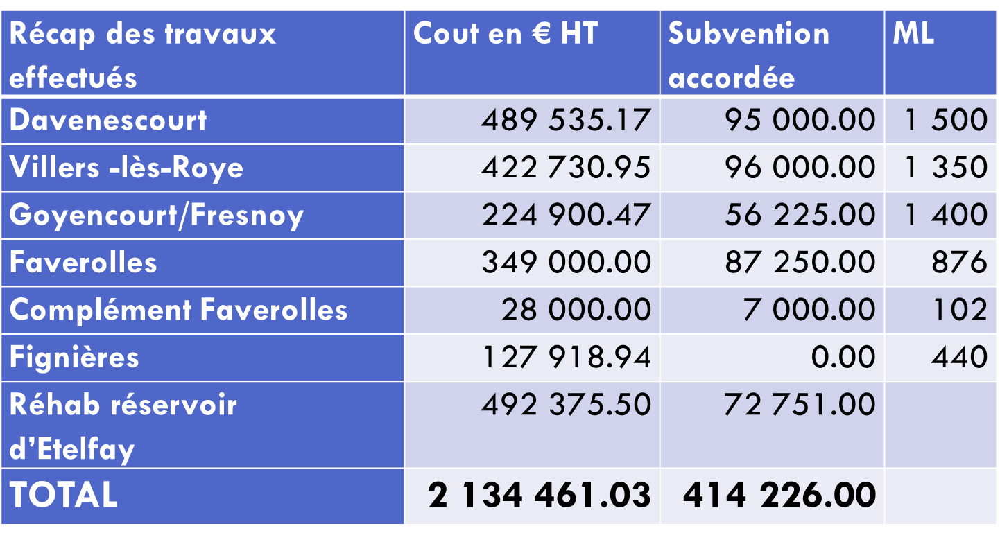 Récap des travaux effectués Cout en € HT Subvention accordée ML
Davenescourt 489 535.17 95 000.00 1 500
Villers -lès-Roye 422 730.95 96 000.00 1 350
Goyencourt/Fresnoy 224 900.47 56 225.00 1 400
Faverolles 349 000.00 87 250.00 876
Complément Faverolles 28 000.00 7 000.00 102
Fignières 127 918.94 0.00 440
Réhab réservoir d’Etelfay 492 375.50 72 751.00
TOTAL 2 134 461.03 414 226.00